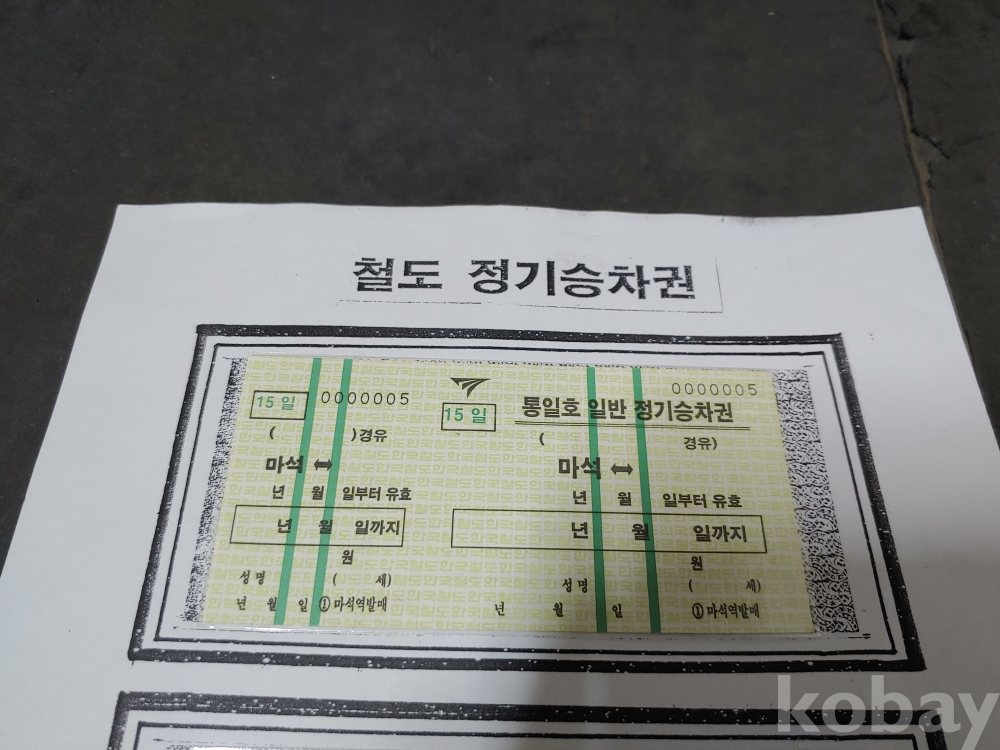 철도 정기승차권
15 일 0000005
( )경유
마석 ⇔
년 월 일부터 유효
년 월 일까지
원
성명 ( 세)
년 월 일 ①마석역발매
0000005
15 일 통일호 일반 정기승차권
( 경유)
마석 ⇔
년 월 일부터 유효
년 월 일까지
원
성명 ( 세)
년 월 일 ①마석역발매
kobay